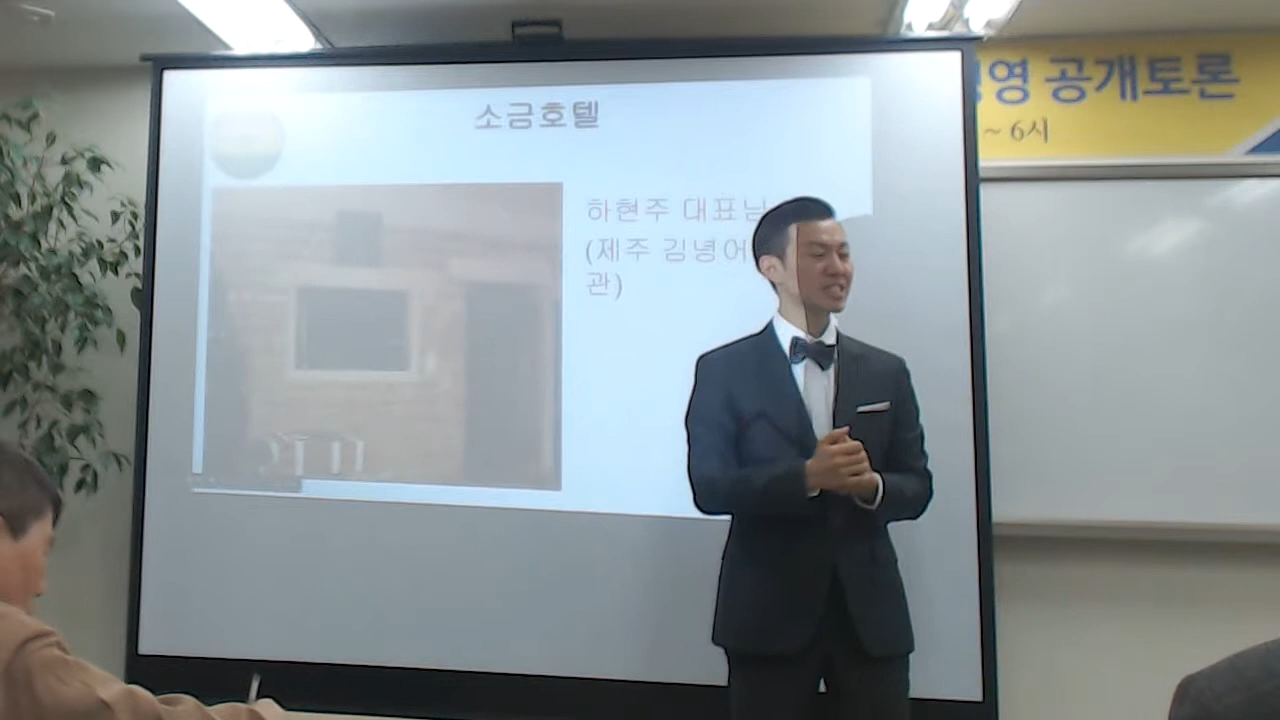 소금호텔
하현주 대표님
(제주 김녕어
관)
영 공개토론
~ 6시